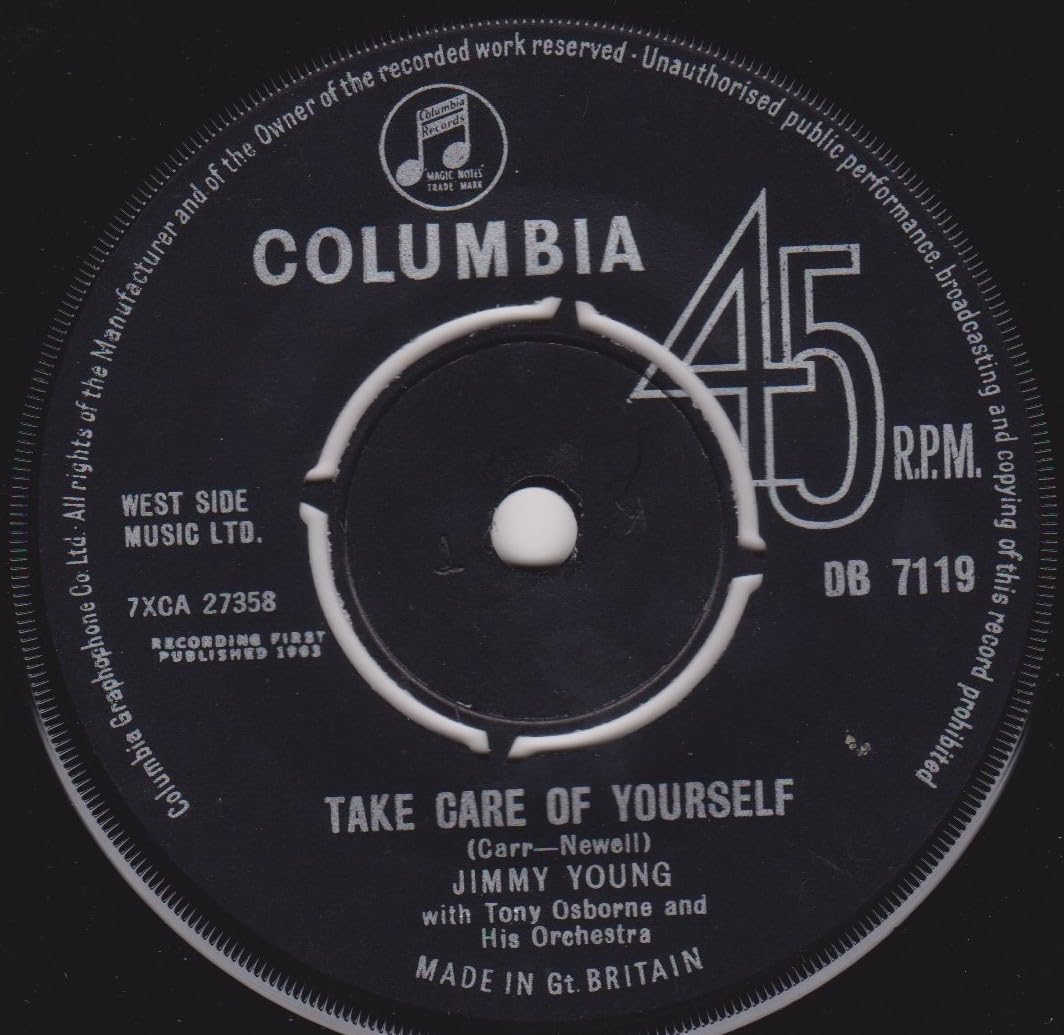 Columbia Graphophone Co. Ltd. · All rights of the Manufacturer and of the Owner of the recorded work reserved · Unauthorised public performance, broadcasting and copying of this record prohibited
Columbia
Records
MAGIC NOTES
TRADE MARK
COLUMBIA
45
R.P.M.
WEST SIDE
MUSIC LTD.
DB 7119
7XCA 27358
RECORDING FIRST
PUBLISHED 1963
TAKE CARE OF YOURSELF
(Carr—Newell)
JIMMY YOUNG
with Tony Osborne and
His Orchestra
MADE IN Gt. BRITAIN